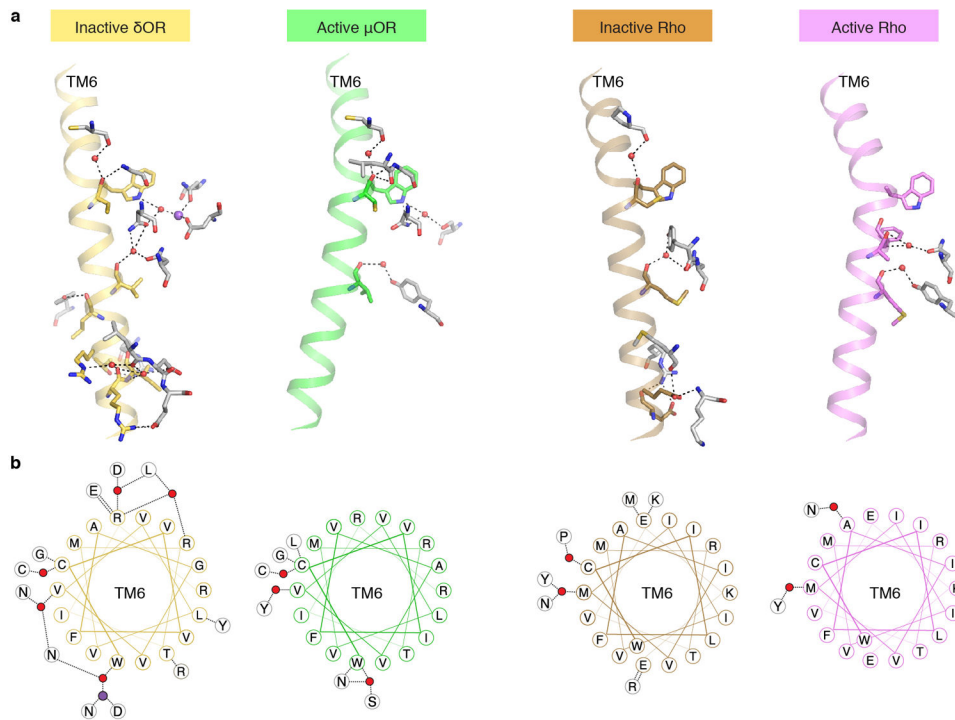 a
Inactive δOR
Active μOR
Inactive Rho
Active Rho
TM6
TM6
TM6
TM6
b
D L
E R
A V V
M R
G
C C G
N V R
TM6
I L Y
F V
N V W V T
R
N D
V R V V
L M R
G
C C A
V R
Y TM6
I L
F I
V W V T
N
S
M K
A E I I
P M R
C I
Y
N M K
TM6
V I
F L
V W V T
E
R
N A E I I
M R
C I
M K
Y TM6
V I
F W L
V E V T